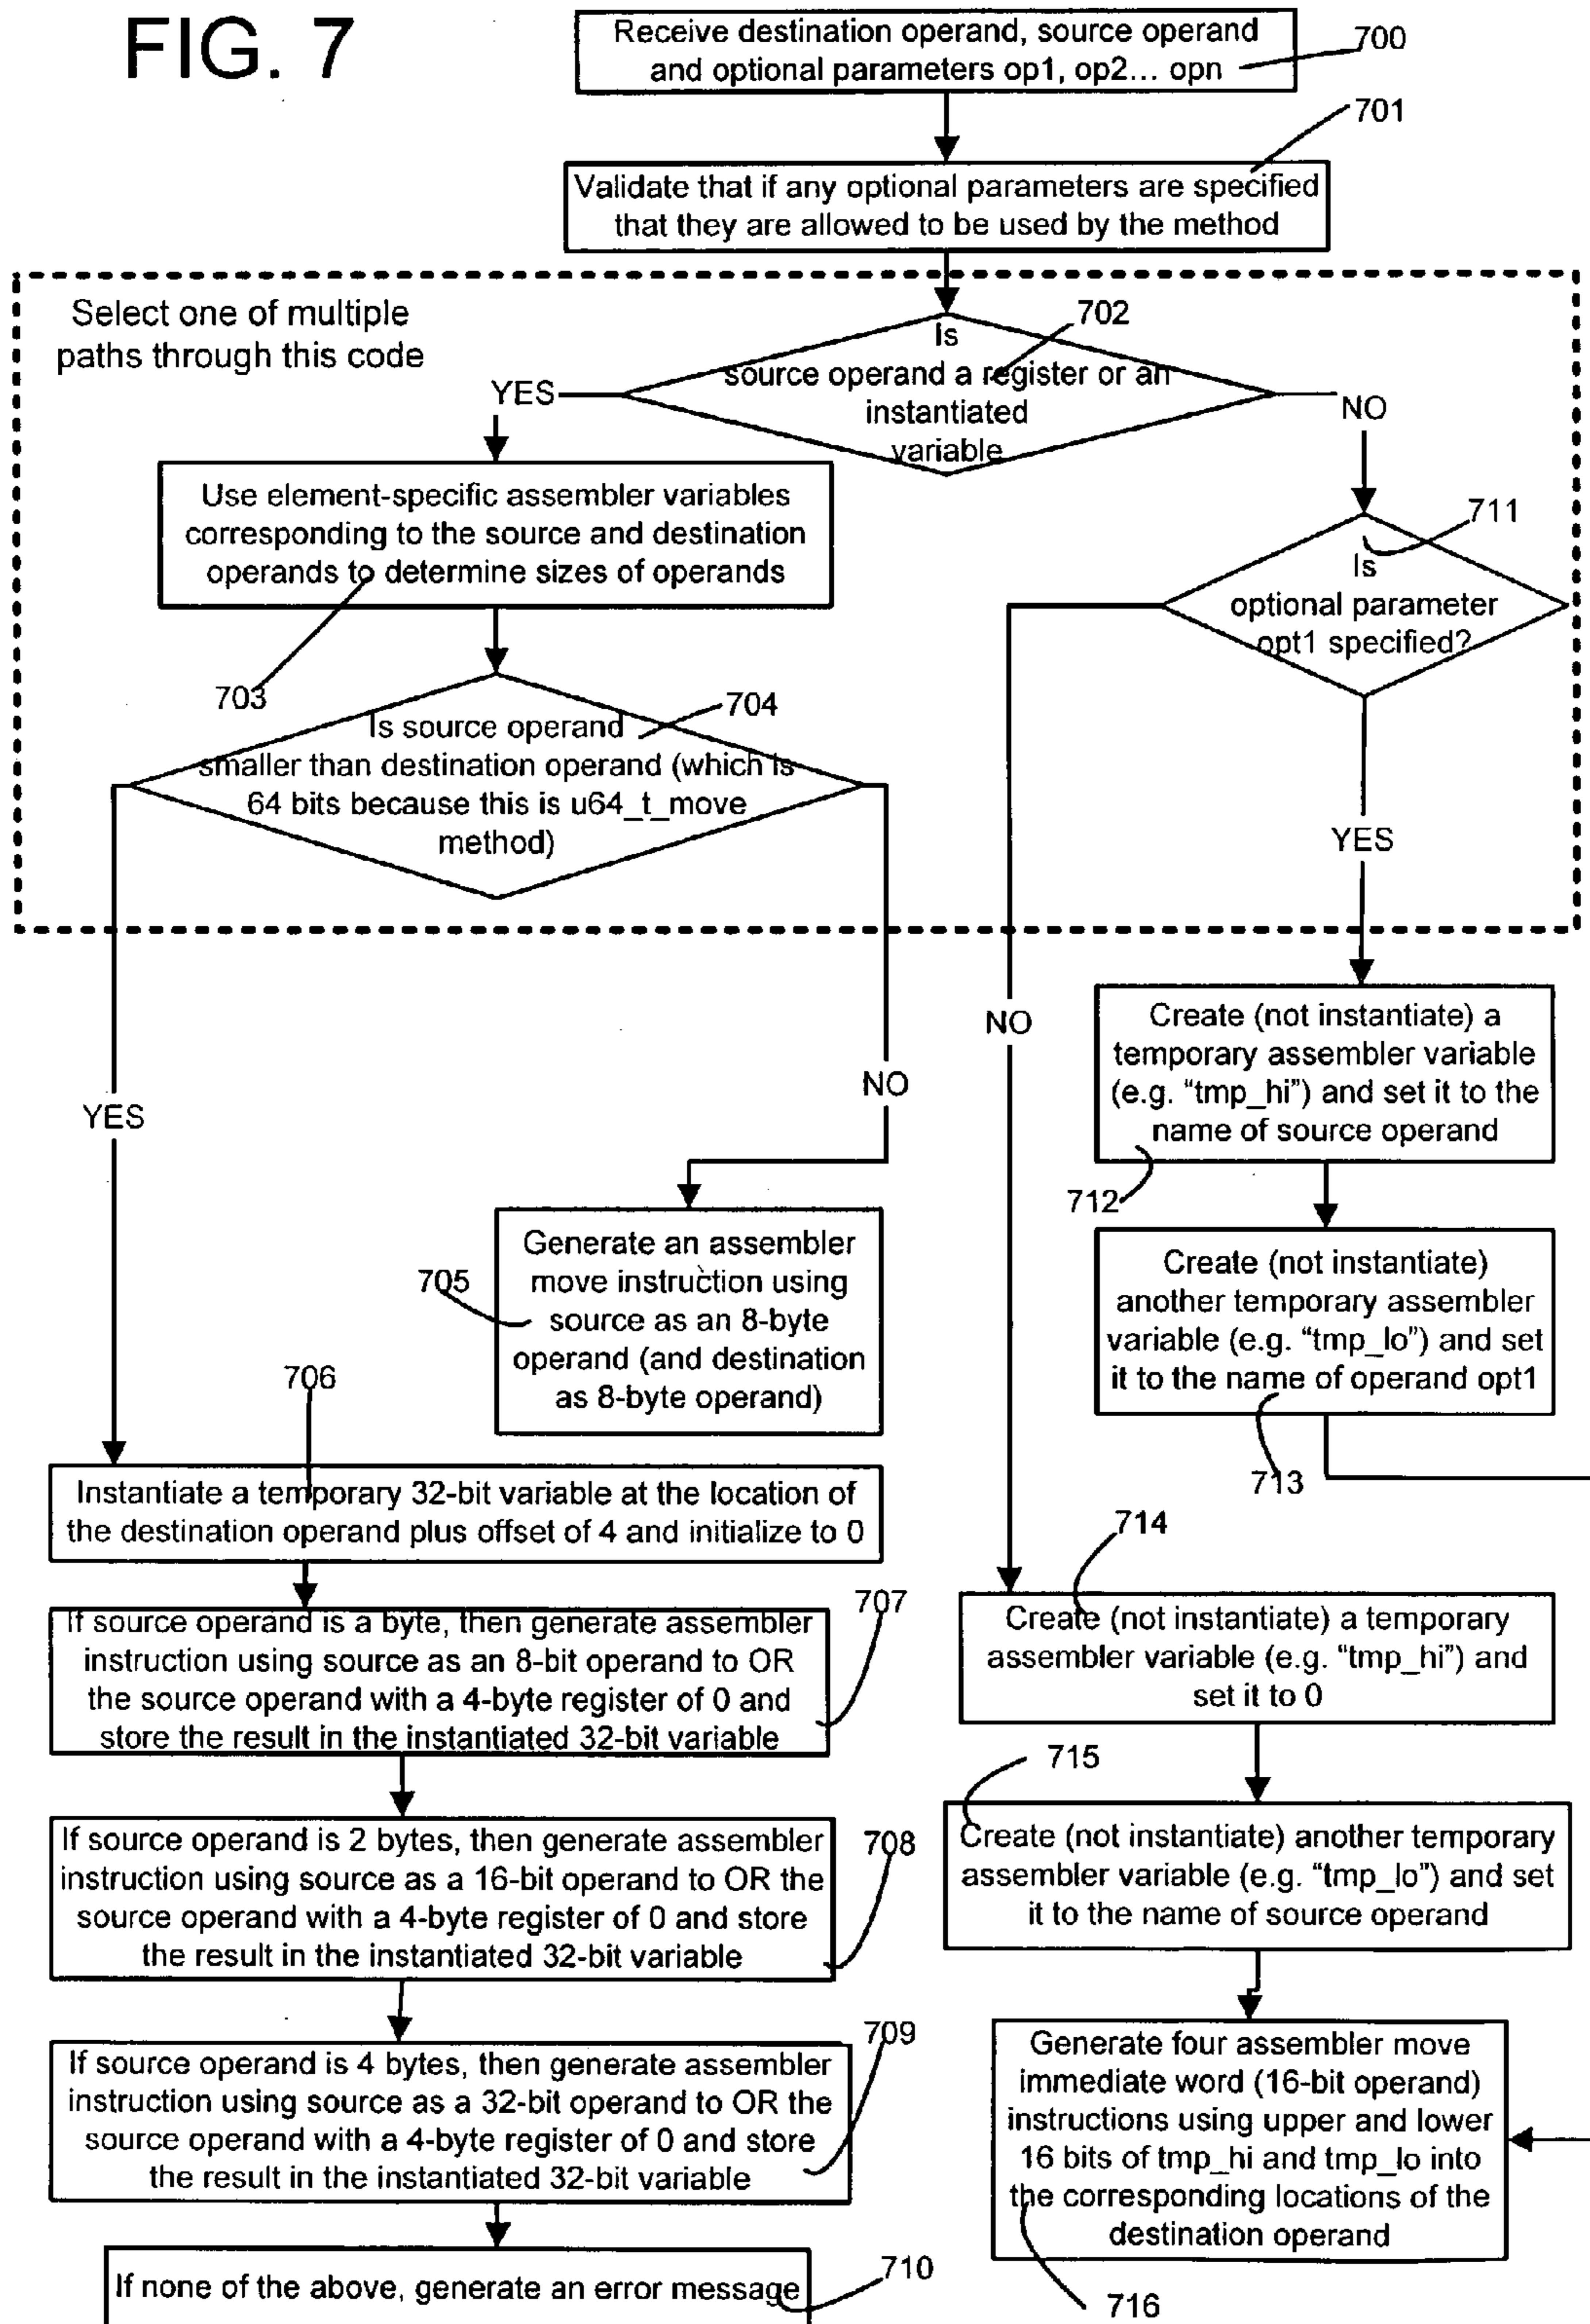 FIG. 7
Receive destination operand, source operand
and optional parameters op1, op2... opn
700
701
Validate that if any optional parameters are specified
that they are allowed to be used by the method
Select one of multiple
paths through this code
702
Is
source operand a register or an
instantiated
variable
YES
NO
Use element-specific assembler variables
corresponding to the source and destination
operands to determine sizes of operands
703
711
Is
optional parameter
opt1 specified?
704
Is source operand
smaller than destination operand (which is
64 bits because this is u64_t_move
method)
YES
NO
YES
NO
Create (not instantiate) a
temporary assembler variable
(e.g. "tmp_hi") and set it to the
name of source operand
712
Generate an assembler
move instruction using
source as an 8-byte
operand (and destination
as 8-byte operand)
705
Create (not instantiate)
another temporary assembler
variable (e.g. "tmp_lo") and set
it to the name of operand opt1
713
706
Instantiate a temporary 32-bit variable at the location of
the destination operand plus offset of 4 and initialize to 0
714
Create (not instantiate) a temporary
assembler variable (e.g. "tmp_hi") and
set it to 0
If source operand is a byte, then generate assembler
instruction using source as an 8-bit operand to OR
the source operand with a 4-byte register of 0 and
store the result in the instantiated 32-bit variable
707
715
Create (not instantiate) another temporary
assembler variable (e.g. "tmp_lo") and set
it to the name of source operand
If source operand is 2 bytes, then generate assembler
instruction using source as a 16-bit operand to OR the
source operand with a 4-byte register of 0 and store
the result in the instantiated 32-bit variable
708
709
If source operand is 4 bytes, then generate assembler
instruction using source as a 32-bit operand to OR the
source operand with a 4-byte register of 0 and store
the result in the instantiated 32-bit variable
Generate four assembler move
immediate word (16-bit operand)
instructions using upper and lower
16 bits of tmp_hi and tmp_lo into
the corresponding locations of the
destination operand
716
If none of the above, generate an error message
710